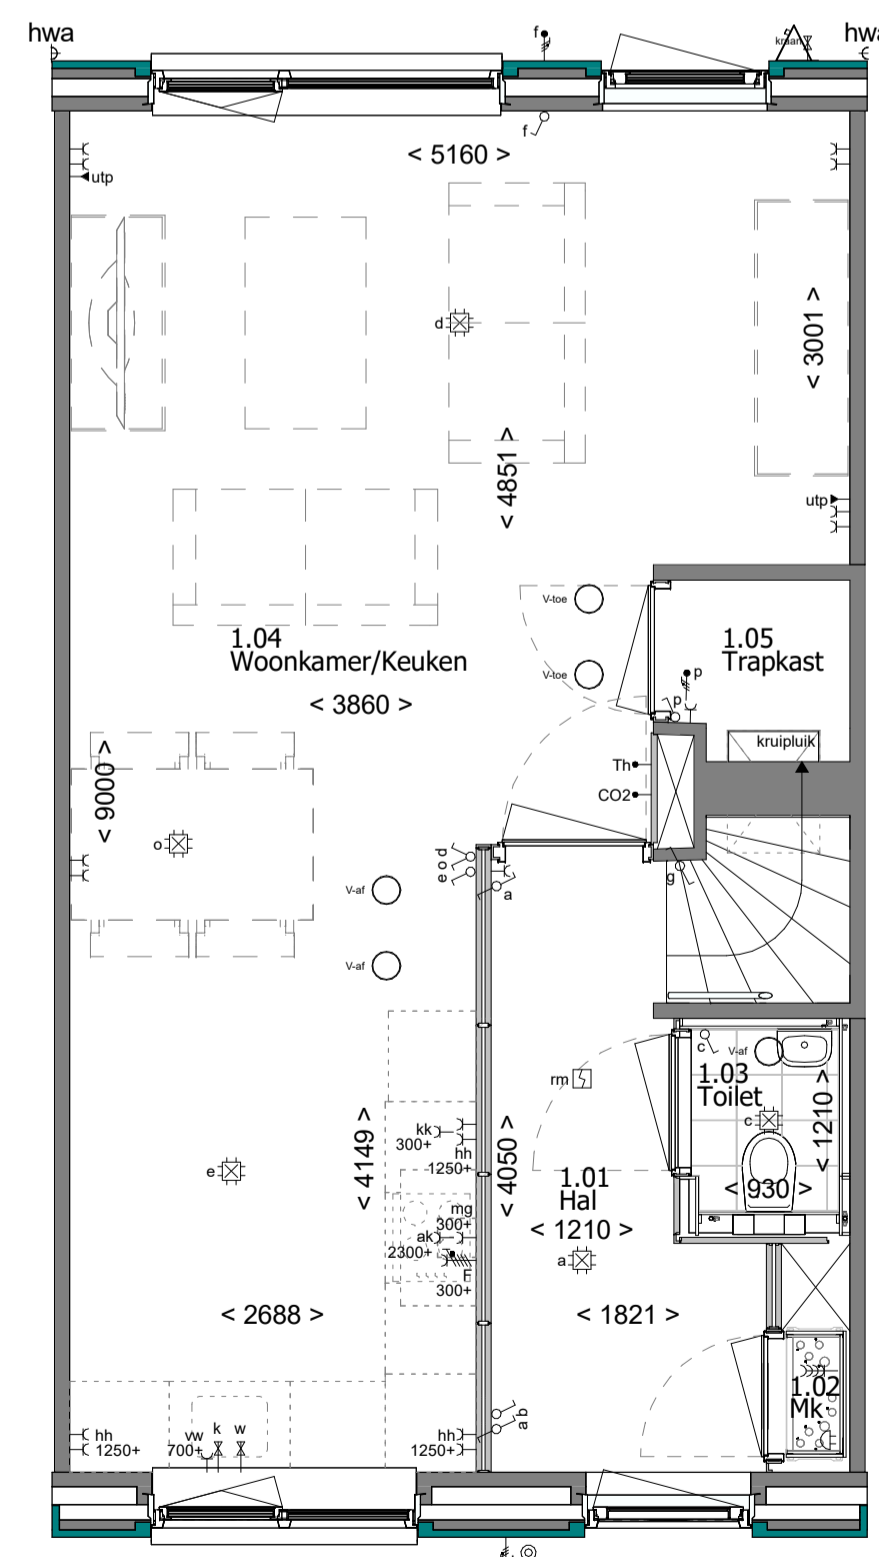 hwa
f
kraan
hwa
f
< 5160 >
utp
d
< 3001 >
< 4851 >
utp
V-toe
1.04
Woonkamer/Keuken
1.05
Trapkast
V-toe
p
p
< 3860 >
kruipluik
Th
CO2
< 9000 >
o
e o d
a
g
V-af
V-af
c
V-af
1.03
Toilet
rm
c
< 1210 >
kk
300+
hh
1250+
< 4149 >
< 4050 >
e
1.01
Hal
< 930 >
mg
300+
< 1210 >
ak
2300+
a
F
300+
< 2688 >
< 1821 >
1.02
Mk
a b
hh
1250+
vw
700+
k
w
hh
1250+